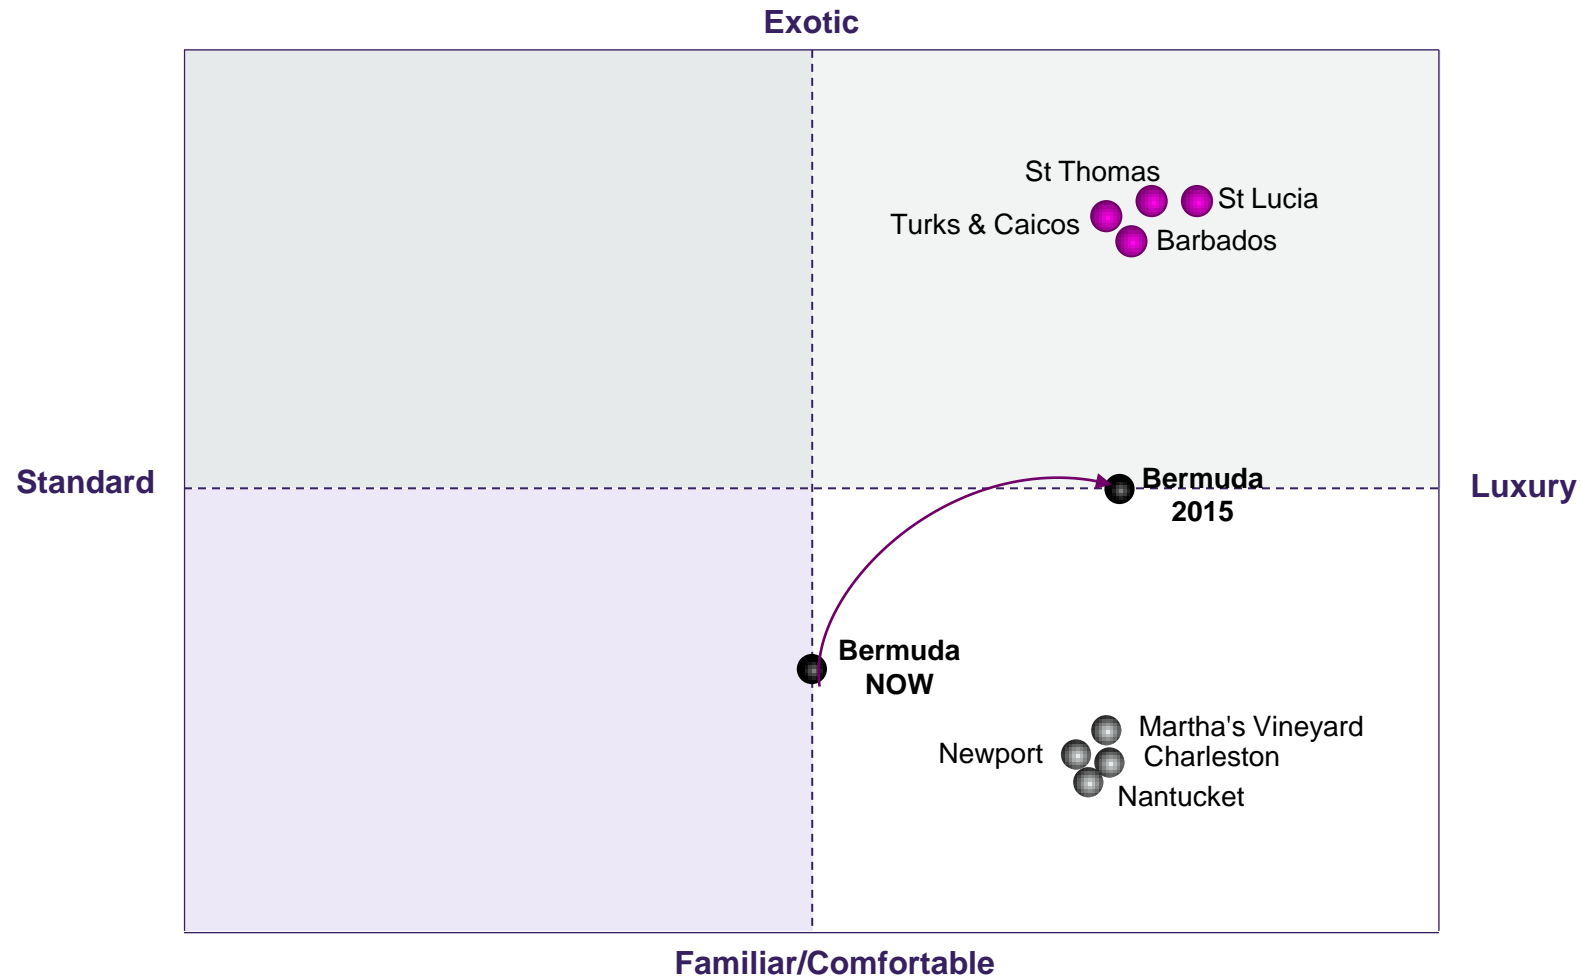 Exotic
St Thomas
St Lucia
Turks & Caicos
Barbados
Standard
Luxury
Bermuda
2015
Bermuda
NOW
Martha's Vineyard
Newport
Charleston
Nantucket
Familiar/Comfortable